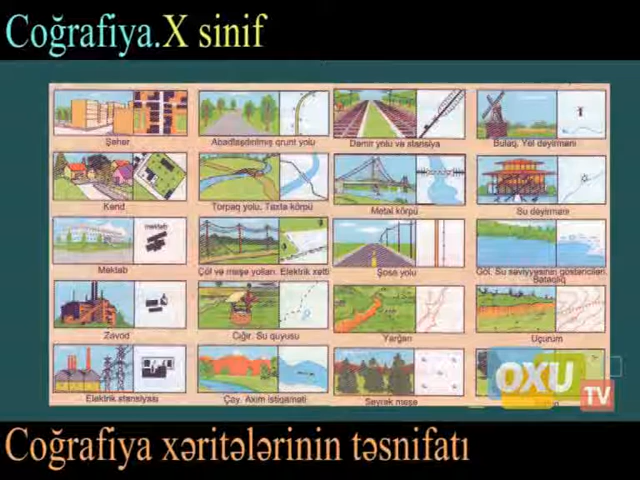 Coğrafiya.X sinif
Şəhər
Abadlaşdırılmış qrunt yolu
Dəmir yolu və stansiya
Bulaq. Yel dəyirməni
Kənd
Torpaq yolu. Taxta körpü
Metal körpü
Su dəyirmanı
məktəb
Məktəb
Çöl və meşə yolları. Elektrik xətti
Şose yolu
Göl. Su səviyyəsinin göstəriciləri.
Bataqlıq
Zavod
Cığır. Su quyusu
Yarğan
Uçurum
Elektrik stansiyası
Çay. Axım istiqaməti
Seyrək meşə
OXU
TV
Coğrafiya xəritələrinin təsnifatı